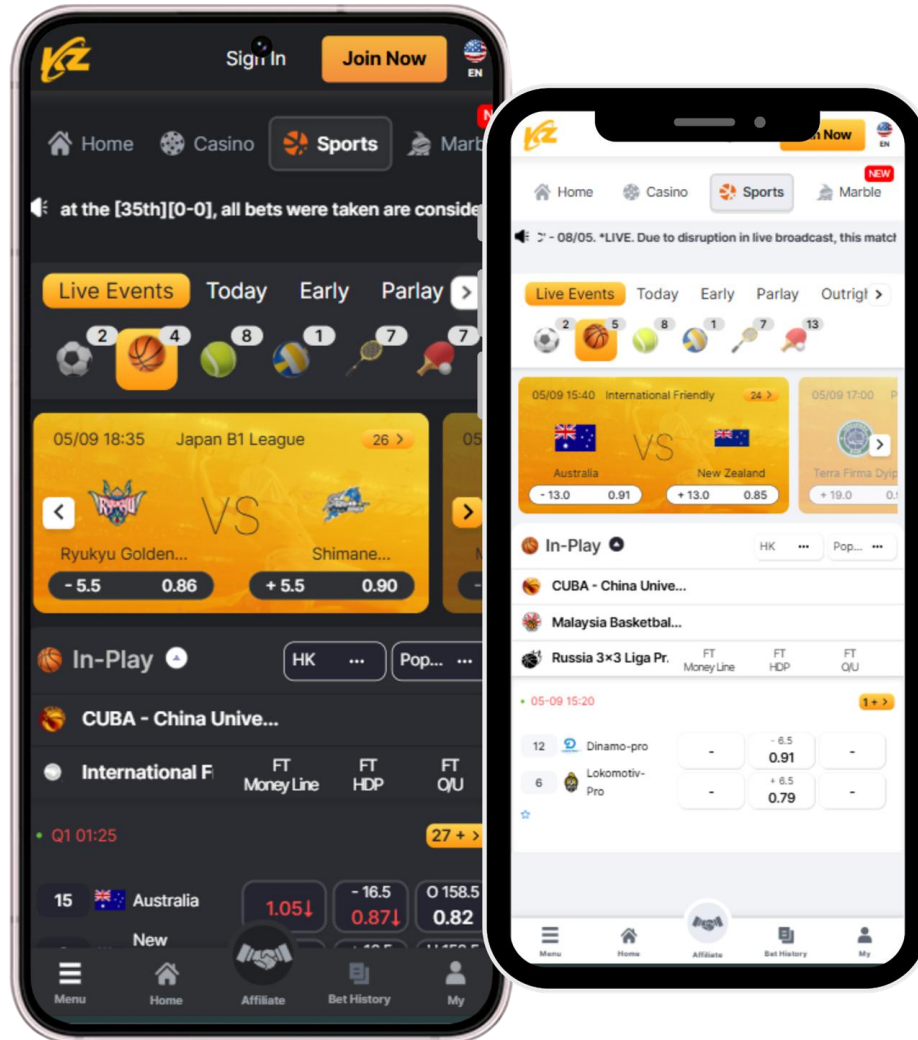 KZ
Sign In
Join Now
EN
Home
Casino
Sports
at the [35th][0-0], all bets were taken are
Live Events
Today
Early
Parlay
2
4
8
1
7
7
05/09 18:35
Japan B1 League
26 >
05
VS
Ryukyu Golden...
Shimane...
- 5.5
0.86
+ 5.5
0.90
In-Play
HK
...
Pop...
...
CUBA - China Unive...
International F
FT
Money Line
FT
HDP
FT
O/U
Q1 01:25
27 + >
15
Australia
1.05↓
- 16.5
0.87↓
O 158.5
0.82
New
Menu
Home
Affiliate
Bet History
My
KZ
Now
EN
Home
Casino
Sports
NEW
Marble
- 08/05. *LIVE. Due to disruption in live broadcast, this match
Live Events
Today
Early
Parlay
2
5
8
1
7
13
05/09 15:40
International Friendly
24 >
05/09 17:00
VS
Australia
New Zealand
Terra Firma Dyip
- 13.0
0.91
+ 13.0
0.85
+ 19.0
In-Play
HK
...
Pop...
...
CUBA - China Unive...
Malaysia Basketbal...
Russia 3×3 Liga Pr.
FT
Money Line
FT
HDP
FT
O/U
05-09 15:20
1 + >
12
Dinamo-pro
-
- 6.5
0.91
-
6
Lokomotiv-
Pro
-
+ 6.5
0.79
-
Menu
Home
Affiliate
Bet History
My